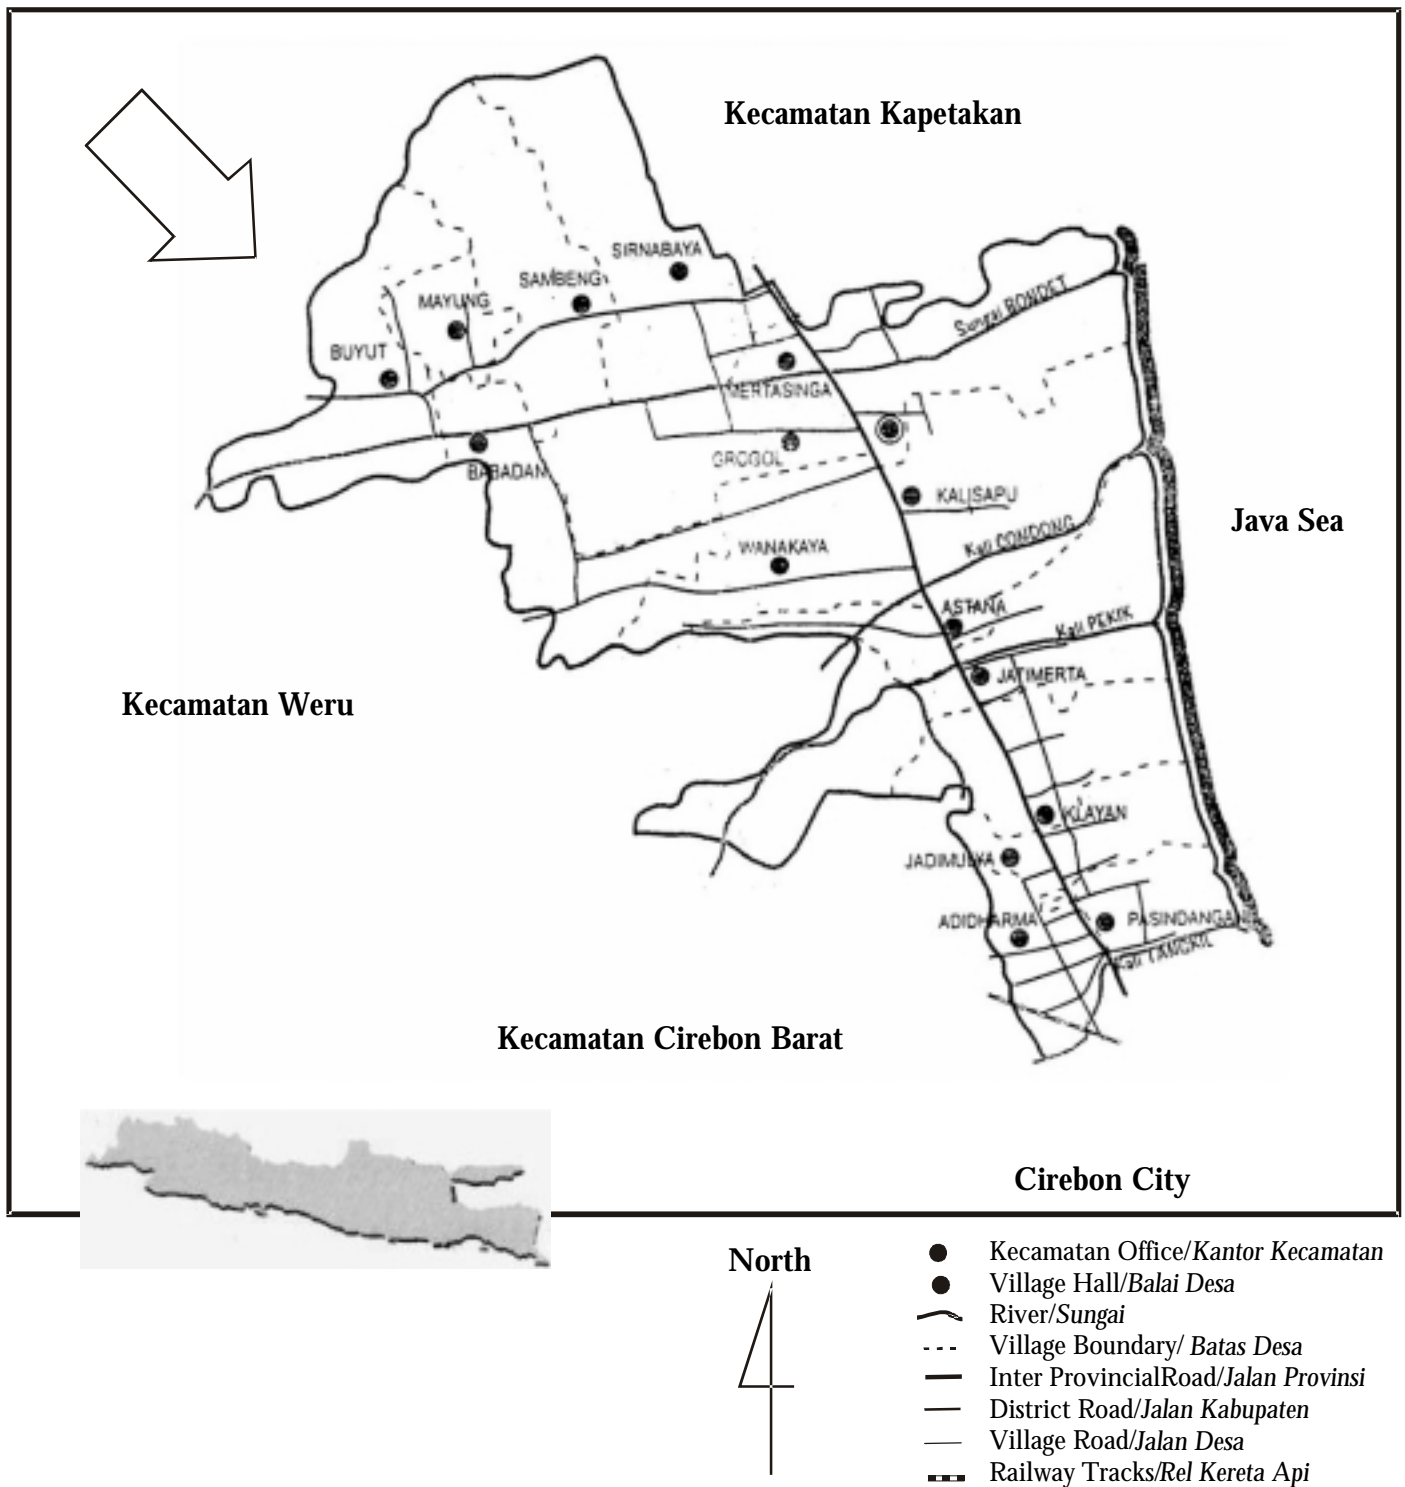 Kecamatan Kapetakan
SIRNABAYA
SAMBENG
MAYUNG
Sungai BONDET
BUYUT
MERTASINGA
GROGOL
BABADAN
KALISAPU
Java Sea
Kali CONDONG
WANAKAYA
ASTANA
Kali PEKIK
JATIMERTA
Kecamatan Weru
KLAYAN
JADIMULYA
ADIDHARMA
PASINDANGAN
Kali TANGKIL
Kecamatan Cirebon Barat
Cirebon City
North
Kecamatan Office/Kantor Kecamatan
Village Hall/Balai Desa
River/Sungai
Village Boundary/ Batas Desa
Inter ProvincialRoad/Jalan Provinsi
District Road/Jalan Kabupaten
Village Road/Jalan Desa
Railway Tracks/Rel Kereta Api